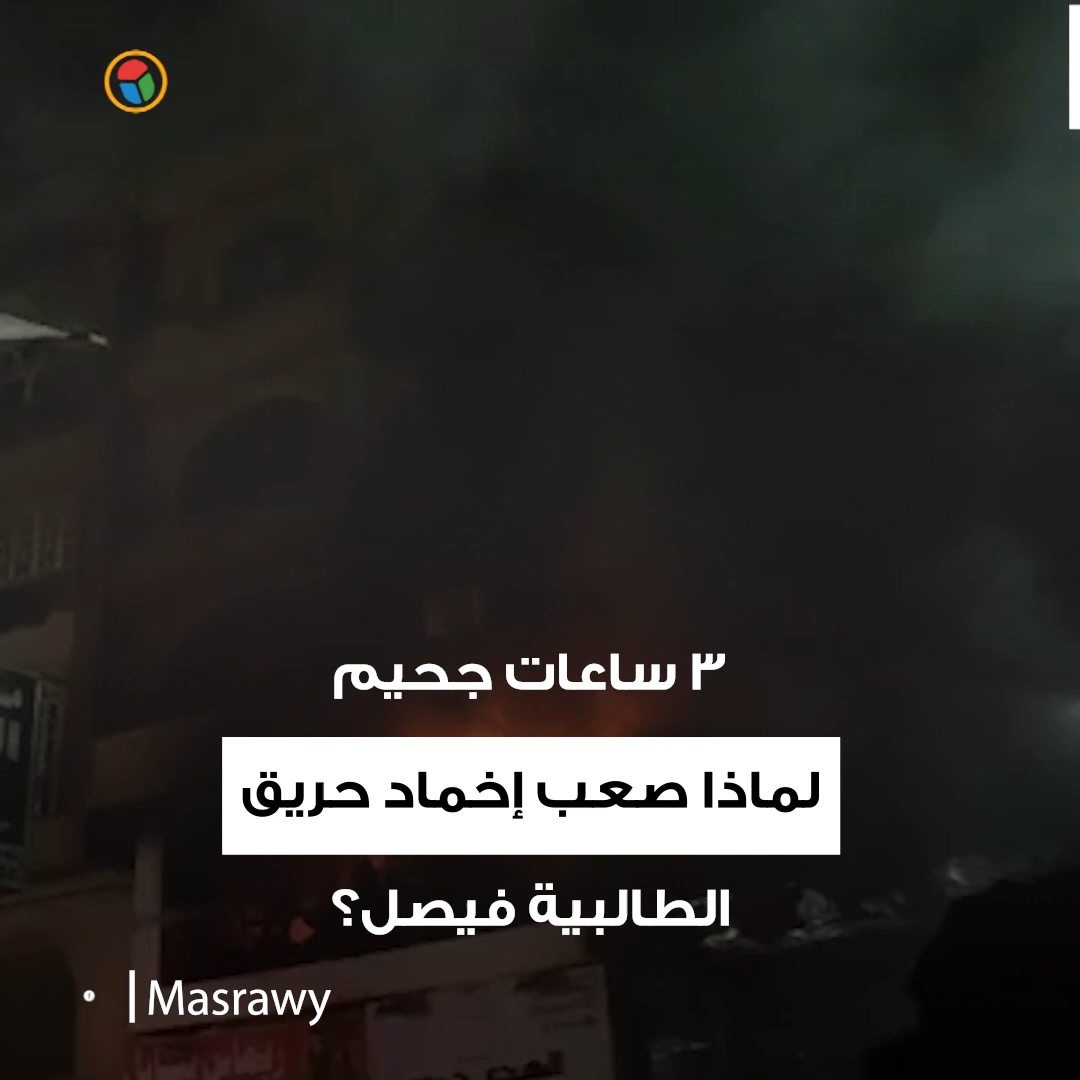 ٣ ساعات جحيم
لماذا صعب إخماد حريق
الطالبية فيصل؟
Masrawy